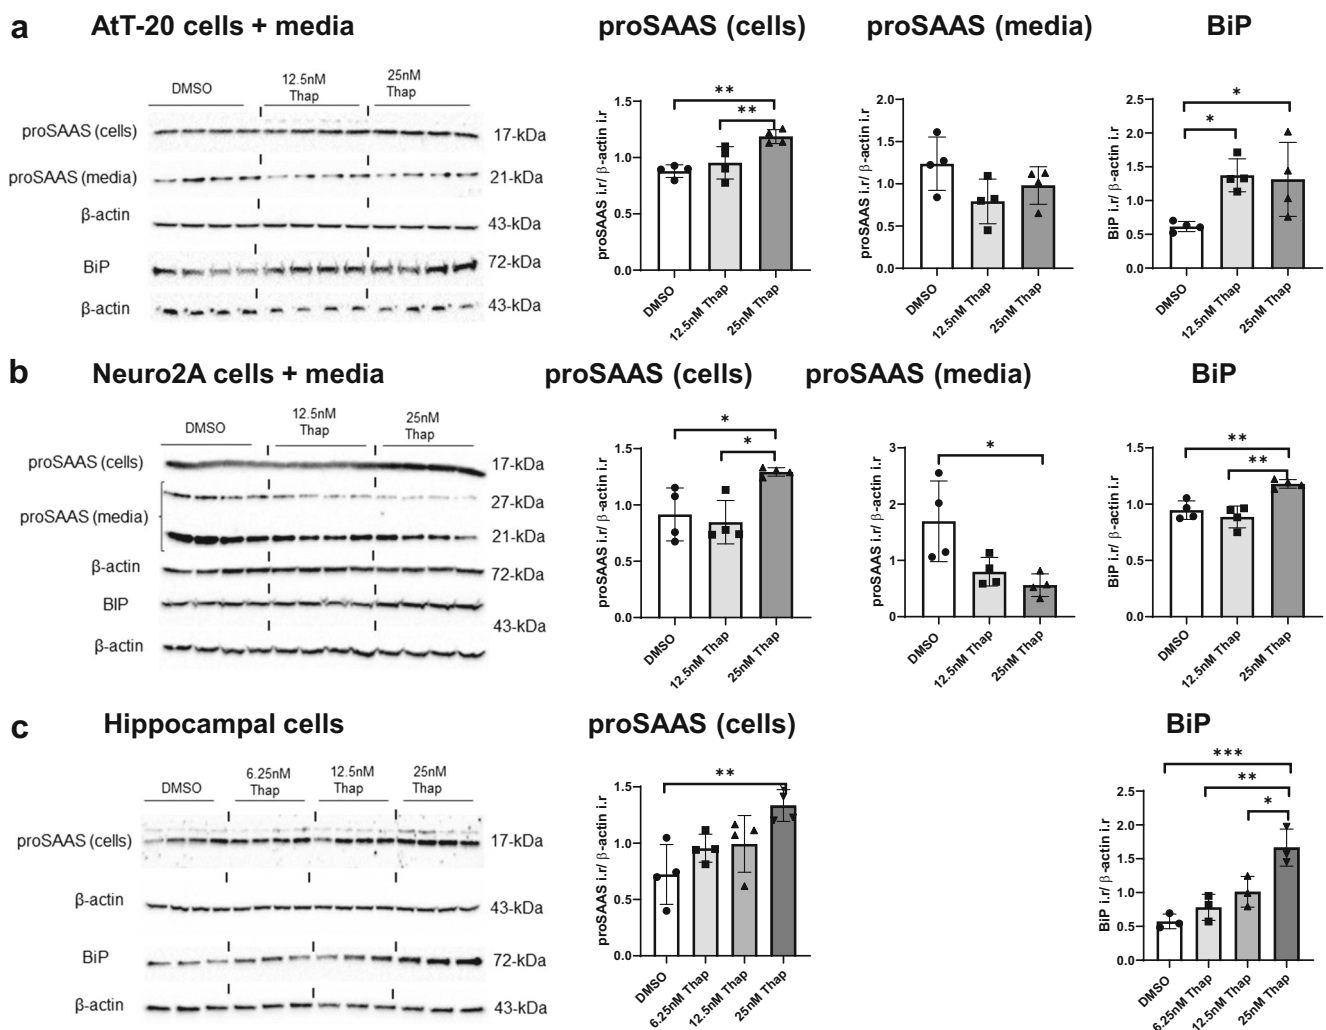 a AtT-20 cells + media proSAAS (cells) proSAAS (media) BiP
DMSO 12.5nM Thap 25nM Thap
proSAAS (cells) 17-kDa
proSAAS (media) 21-kDa
β-actin 43-kDa
BiP 72-kDa
β-actin 43-kDa
proSAAS i.r/ β-actin i.r
1.5
1.0
0.5
0.0
DMSO 12.5nM Thap 25nM Thap
** **
proSAAS i.r/ β-actin i.r
2.0
1.5
1.0
0.5
0.0
DMSO 12.5nM Thap 25nM Thap
BiP i.r/ β-actin i.r
2.5
2.0
1.5
1.0
0.5
0.0
DMSO 12.5nM Thap 25nM Thap
* *
b Neuro2A cells + media proSAAS (cells) proSAAS (media) BiP
DMSO 12.5nM Thap 25nM Thap
proSAAS (cells) 17-kDa
27-kDa
proSAAS (media)
21-kDa
β-actin 72-kDa
BIP
43-kDa
β-actin
proSAAS i.r/ β-actin i.r
1.5
1.0
0.5
0.0
DMSO 12.5nM Thap 25nM Thap
* *
proSAAS i.r/ β-actin i.r
3
2
1
0
DMSO 12.5nM Thap 25nM Thap
*
BiP i.r/ β-actin i.r
1.5
1.0
0.5
0.0
DMSO 12.5nM Thap 25nM Thap
** **
c Hippocampal cells proSAAS (cells) BiP
DMSO 6.25nM Thap 12.5nM Thap 25nM Thap
proSAAS (cells) 17-kDa
β-actin 43-kDa
BiP 72-kDa
β-actin 43-kDa
proSAAS i.r/ β-actin i.r
1.5
1.0
0.5
0.0
DMSO 6.25nM Thap 12.5nM Thap 25nM Thap
**
BiP i.r/ β-actin i.r
2.5
2.0
1.5
1.0
0.5
0.0
DMSO 6.25nM Thap 12.5nM Thap 25nM Thap
*** ** *